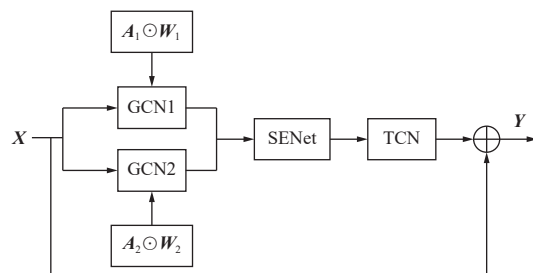 A₁⊙W₁
GCN1
X
SENet
TCN
Y
GCN2
A₂⊙W₂